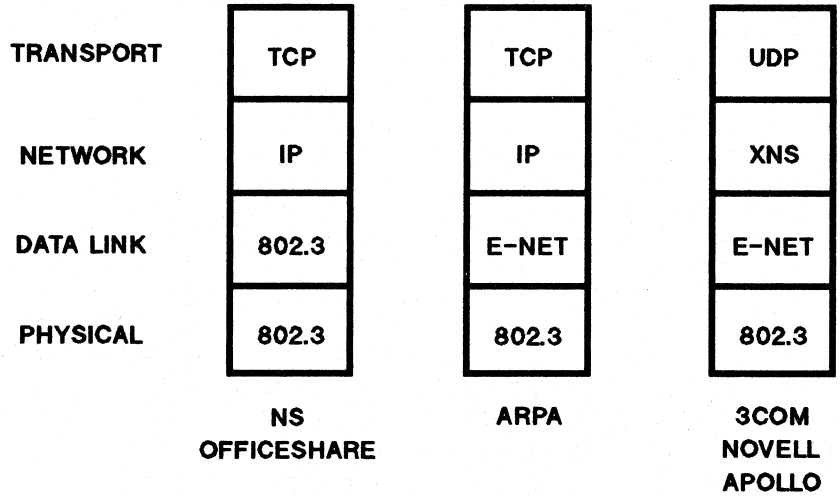 TRANSPORT TCP TCP UDP
NETWORK IP IP XNS
DATA LINK 802.3 E-NET E-NET
PHYSICAL 802.3 802.3 802.3
NS ARPA 3COM
OFFICESHARE NOVELL
APOLLO